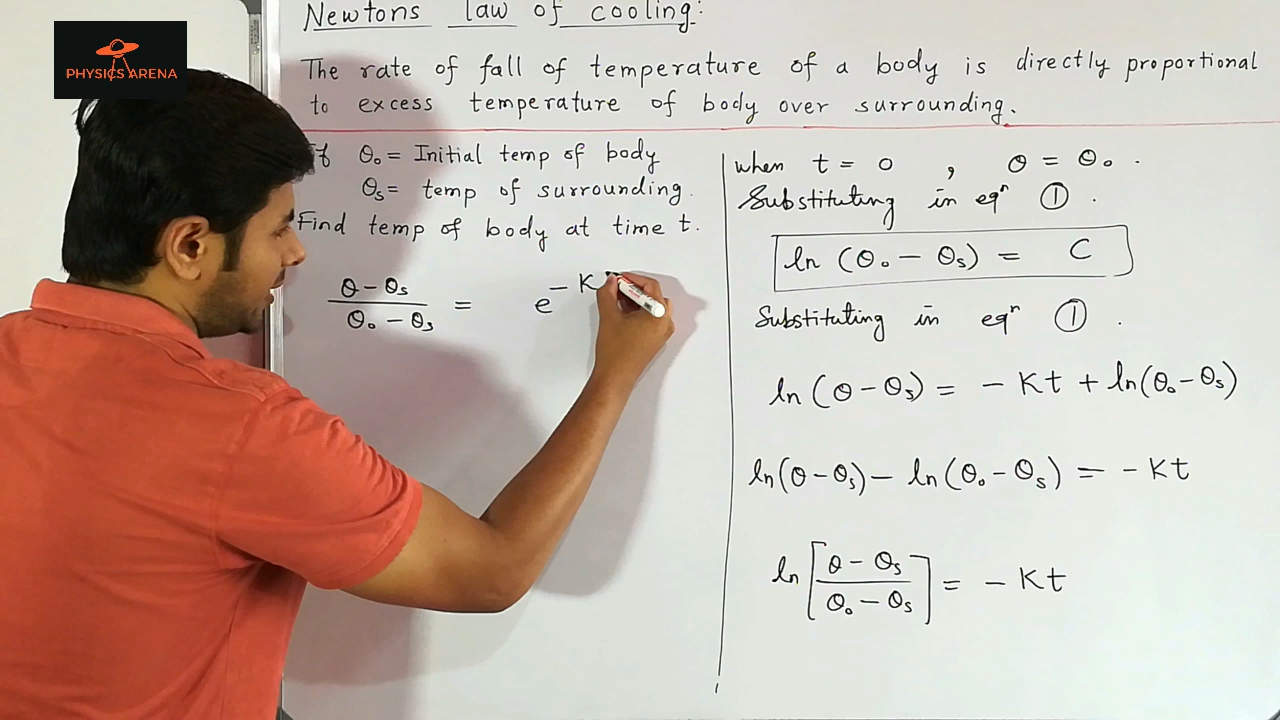 PHYSICS ARENA
Newtons law of cooling:
The rate of fall of temperature of a body is directly proportional
to excess temperature of body over surrounding.
If θ₀ = Initial temp of body
θs = temp of surrounding.
Find temp of body at time t.
(θ - θs) / (θ₀ - θs) = e^(-K
when t = 0 , θ = θ₀ .
Substituting in eqⁿ ① .
ln (θ₀ - θs) = C
Substituting in eqⁿ ① .
ln (θ - θs) = - Kt + ln(θ₀ - θs)
ln(θ - θs) - ln (θ₀ - θs) = - Kt
ln [(θ - θs) / (θ₀ - θs)] = - Kt